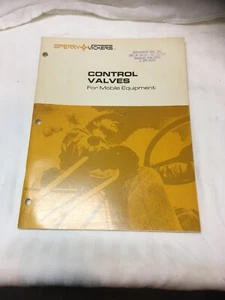 SPERRY VICKERS
CONTROL
VALVES
For Mobile Equipment